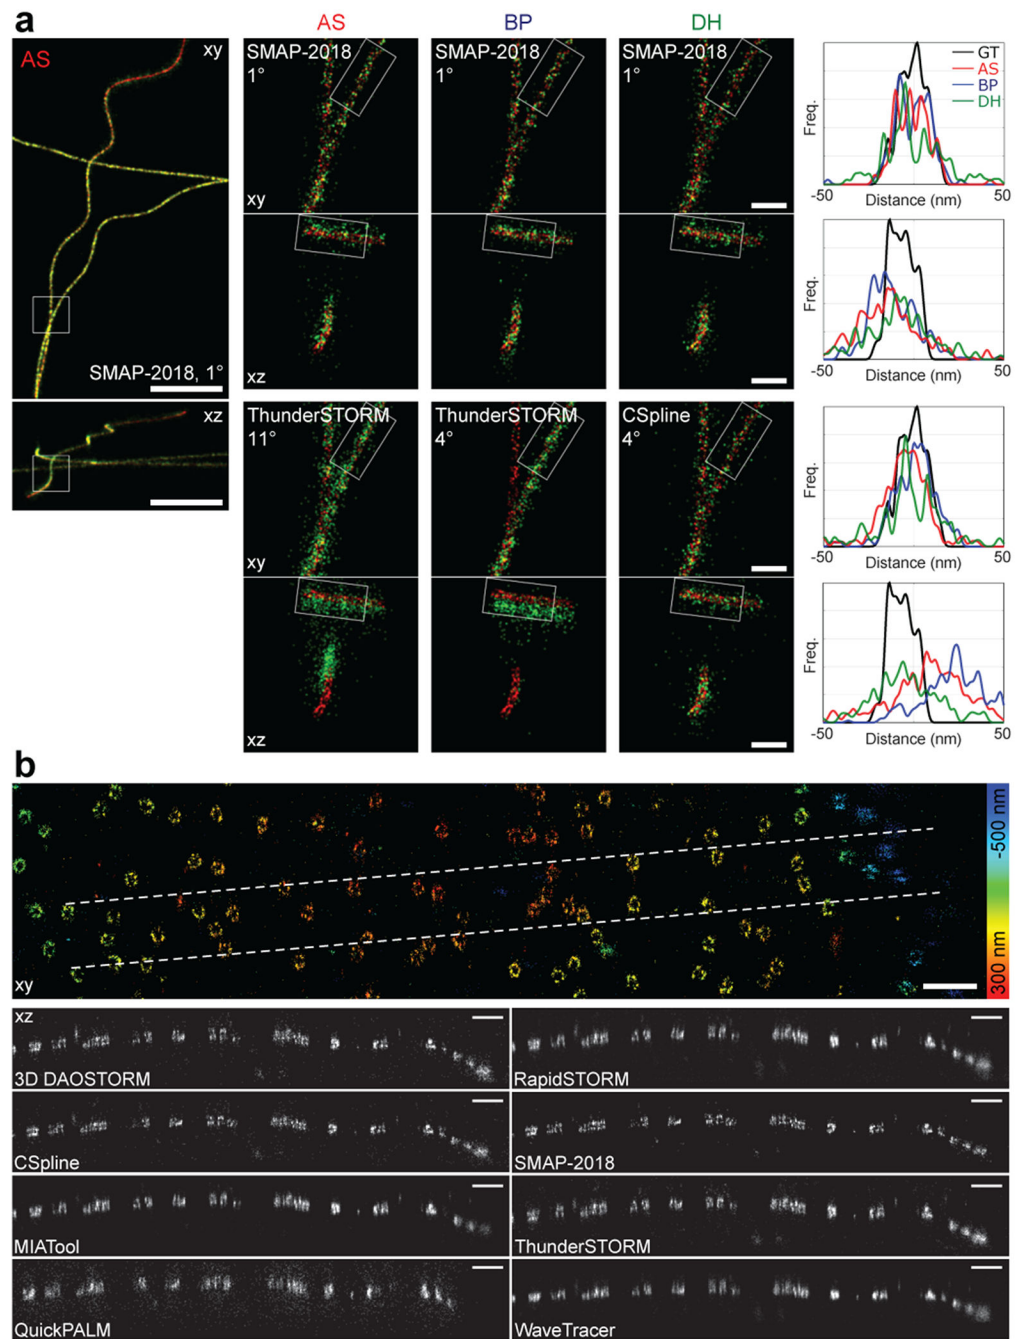 a
AS BP DH
AS
xy
SMAP-2018, 1°
xz
SMAP-2018
1°
xy
xz
SMAP-2018
1°
SMAP-2018
1°
GT
AS
BP
DH
Freq.
-50 50
Distance (nm)
Freq.
-50 50
Distance (nm)
ThunderSTORM
11°
xy
xz
ThunderSTORM
4°
CSpline
4°
Freq.
-50 50
Distance (nm)
Freq.
-50 50
Distance (nm)
b
xy
-500 nm
300 nm
xz
3D DAOSTORM
RapidSTORM
CSpline
SMAP-2018
MIATool
ThunderSTORM
QuickPALM
WaveTracer